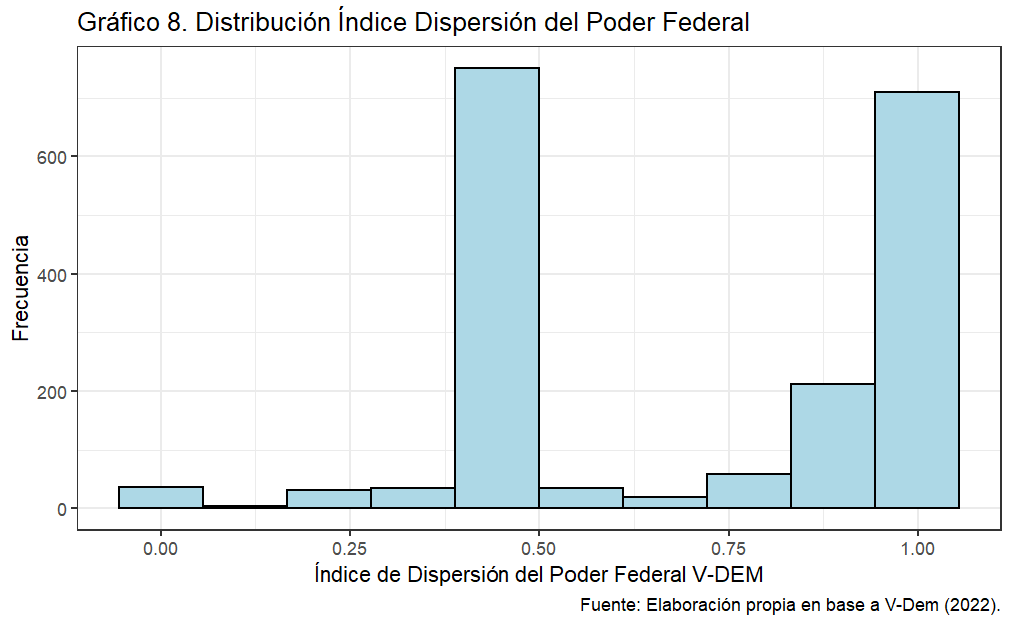 Gráfico 8. Distribución Índice Dispersión del Poder Federal
Frecuencia
600
400
200
0
0.00 0.25 0.50 0.75 1.00
Índice de Dispersión del Poder Federal V-DEM
Fuente: Elaboración propia en base a V-Dem (2022).